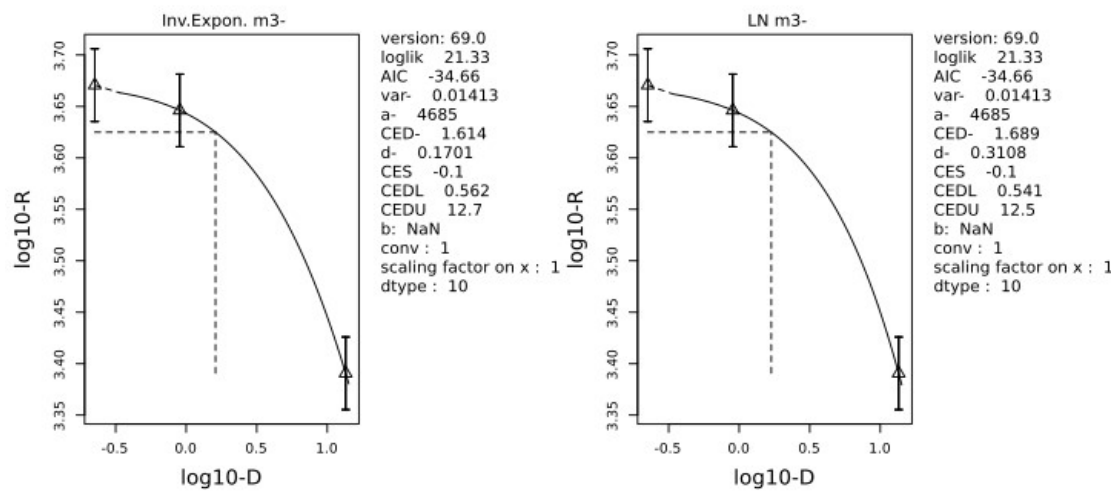 Inv.Expon. m3-
version: 69.0
loglik 21.33
AIC -34.66
var- 0.01413
a- 4685
CED- 1.614
d- 0.1701
CES -0.1
CEDL 0.562
CEDU 12.7
b: NaN
conv : 1
scaling factor on x : 1
dtype : 10
log10-R
3.70
3.65
3.60
3.55
3.50
3.45
3.40
3.35
-0.5 0.0 0.5 1.0
log10-D
LN m3-
version: 69.0
loglik 21.33
AIC -34.66
var- 0.01413
a- 4685
CED- 1.689
d- 0.3108
CES -0.1
CEDL 0.541
CEDU 12.5
b: NaN
conv : 1
scaling factor on x : 1
dtype : 10
log10-R
3.70
3.65
3.60
3.55
3.50
3.45
3.40
3.35
-0.5 0.0 0.5 1.0
log10-D